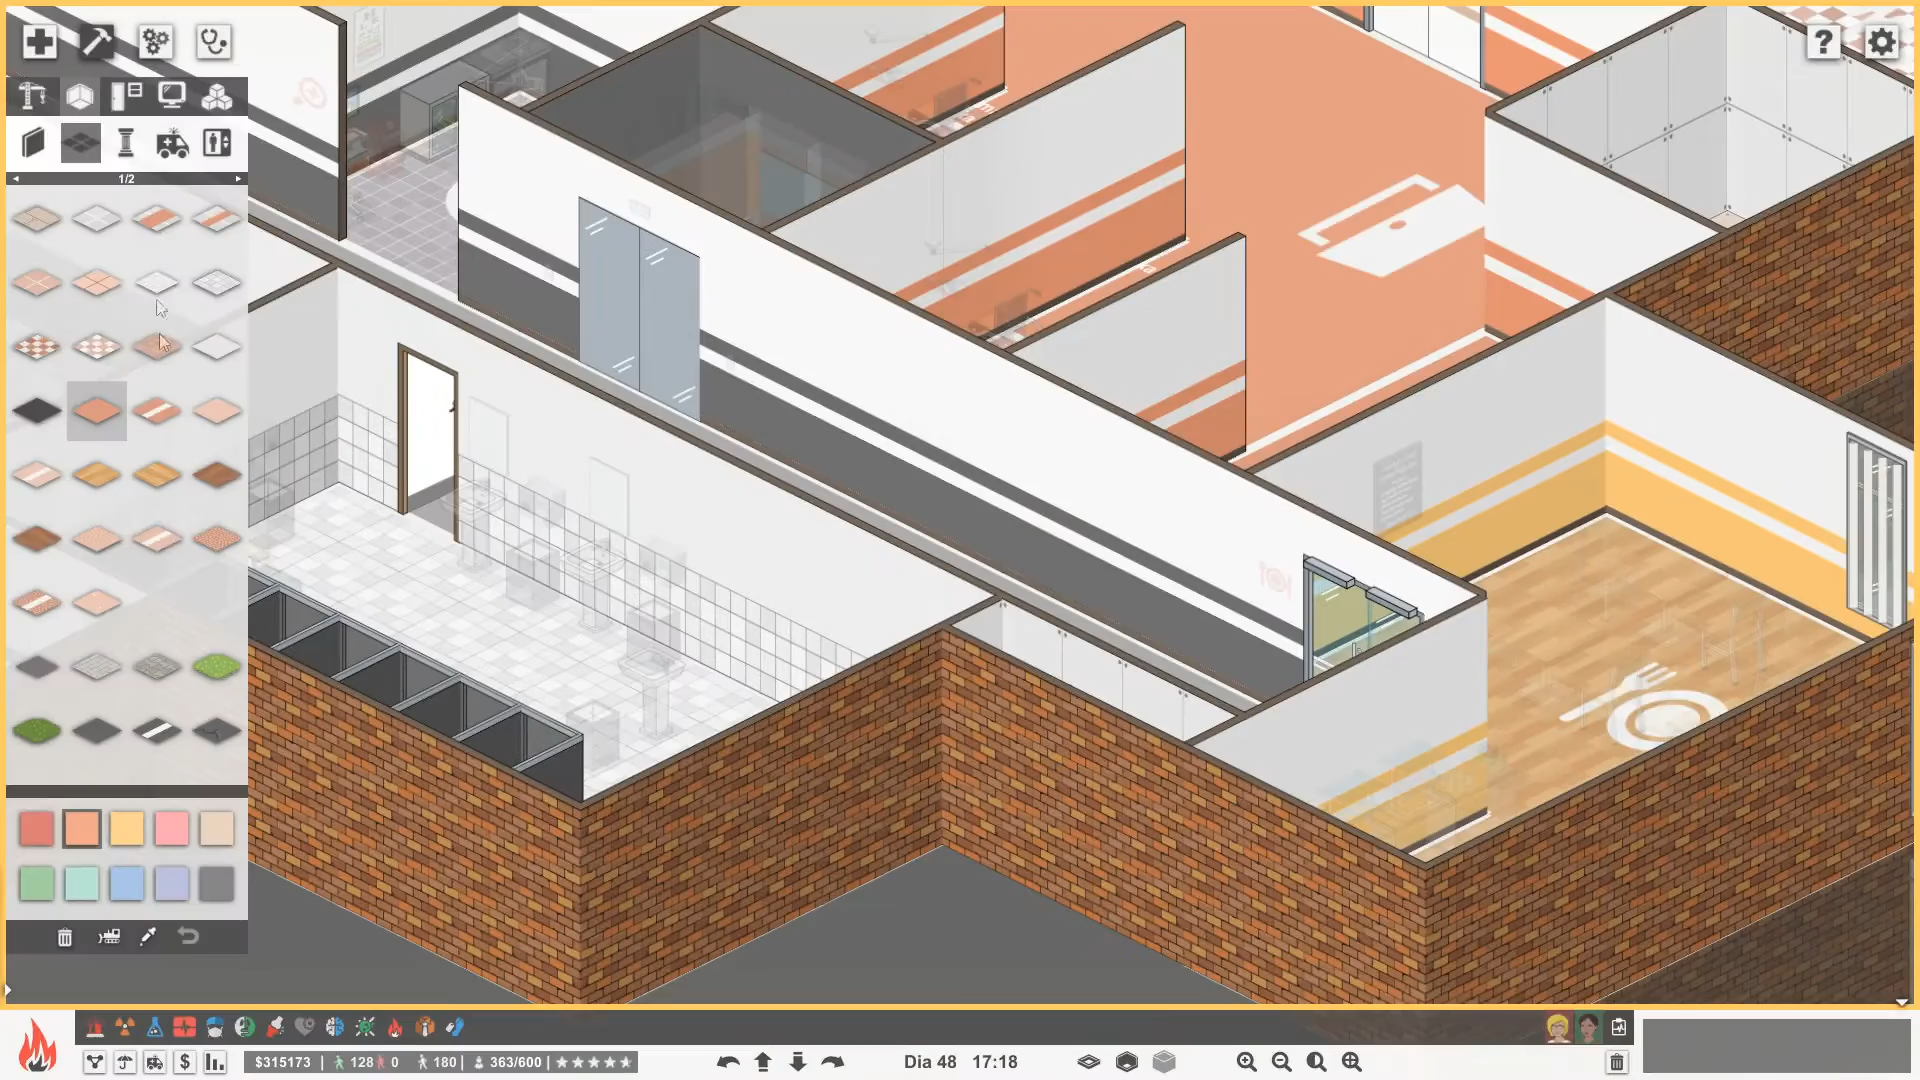 1/2
$315173 | 128 0 | 180 | 363/600 |
Dia 48 17:18